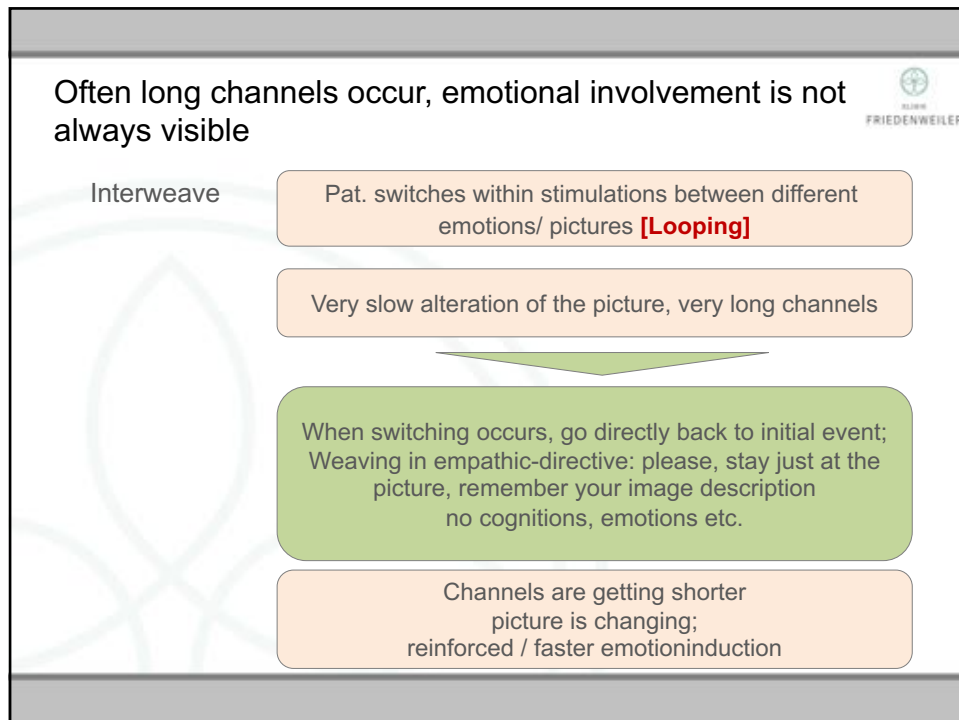 Often long channels occur, emotional involvement is not
always visible
KLINIK
FRIEDENWEILER
Interweave
Pat. switches within stimulations between different
emotions/ pictures [Looping]
Very slow alteration of the picture, very long channels
When switching occurs, go directly back to initial event;
Weaving in empathic-directive: please, stay just at the
picture, remember your image description
no cognitions, emotions etc.
Channels are getting shorter
picture is changing;
reinforced / faster emotioninduction